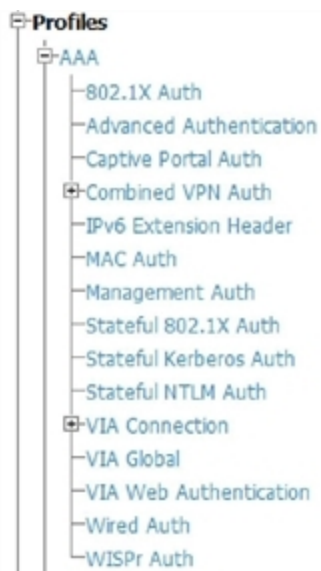 Profiles
AAA
802.1X Auth
Advanced Authentication
Captive Portal Auth
Combined VPN Auth
IPv6 Extension Header
MAC Auth
Management Auth
Stateful 802.1X Auth
Stateful Kerberos Auth
Stateful NTLM Auth
VIA Connection
VIA Global
VIA Web Authentication
Wired Auth
WISPr Auth